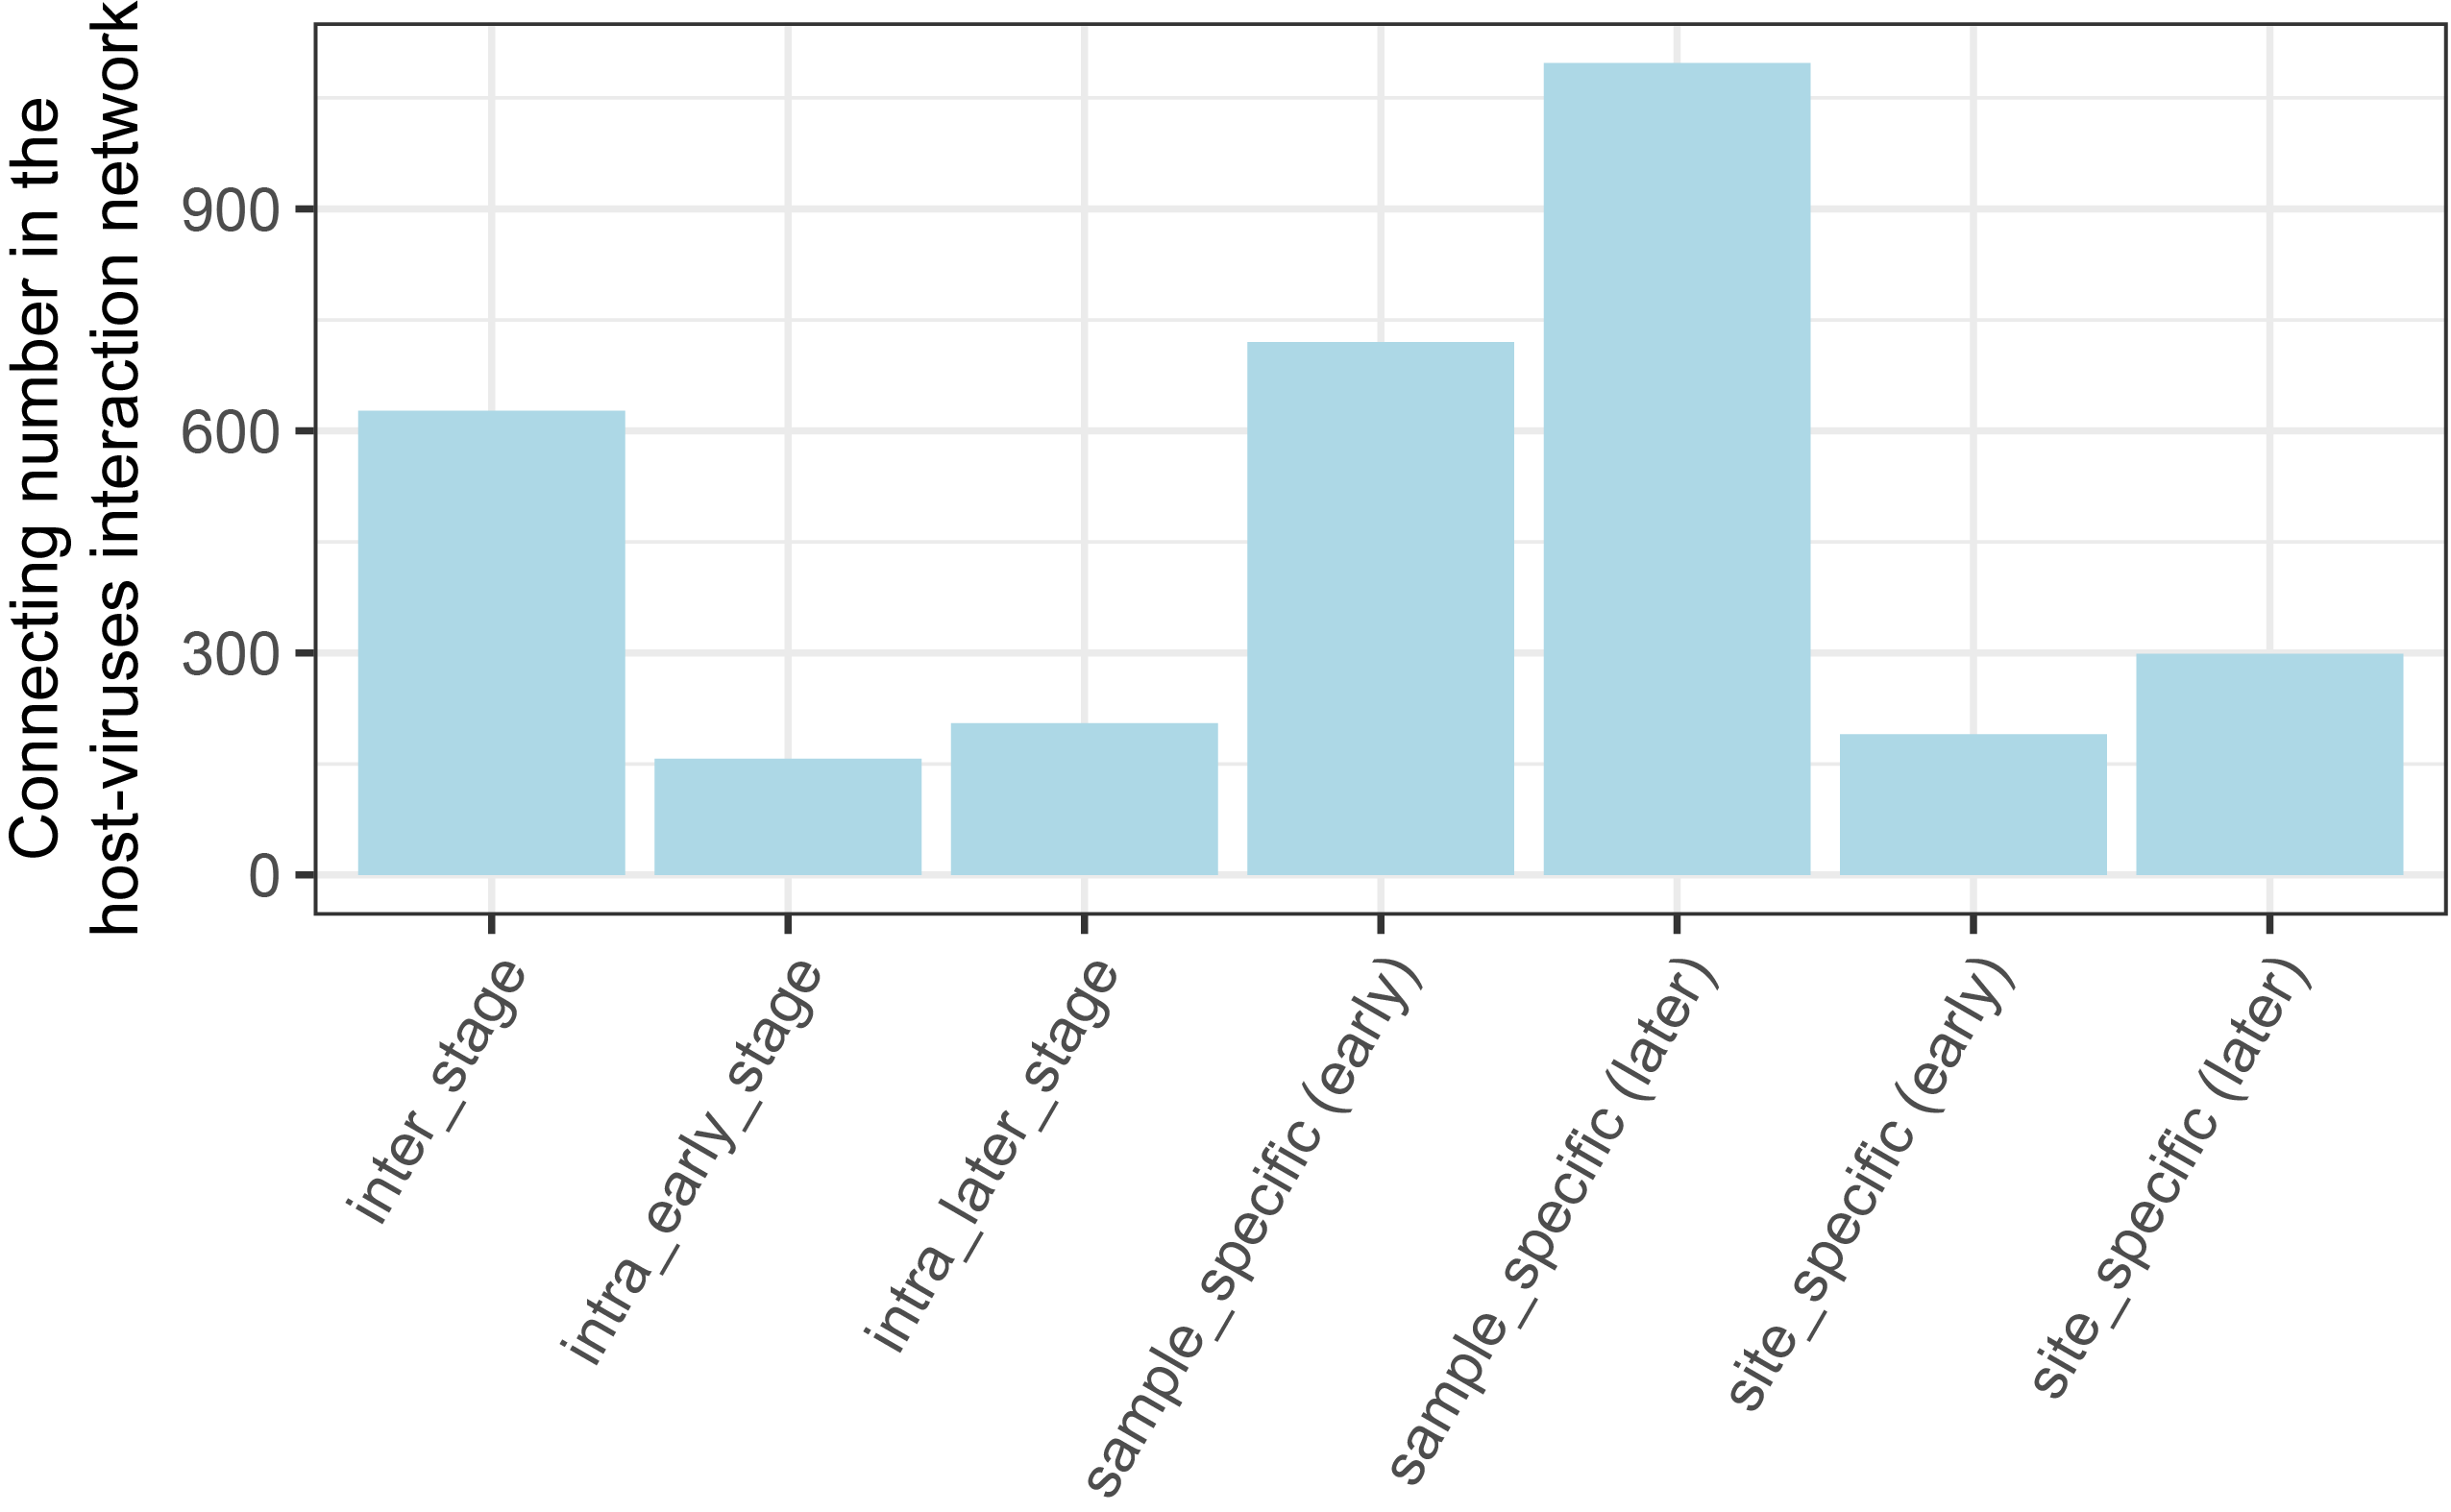 Connecting number in the
host-viruses interaction network
900
600
300
0
inter_stage
intra_early_stage
intra_later_stage
sample_specific (early)
sample_specific (later)
site_specific (early)
site_specific (later)